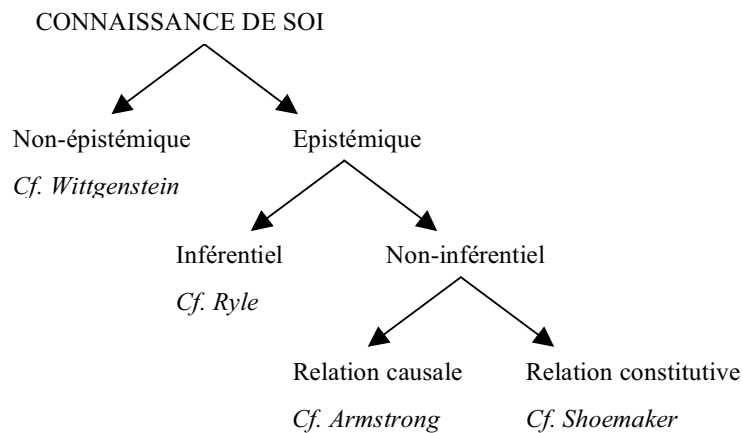 CONNAISSANCE DE SOI
Non-épistémique Epistémique
Cf. Wittgenstein
Inférentiel Non-inférentiel
Cf. Ryle
Relation causale Relation constitutive
Cf. Armstrong Cf. Shoemaker